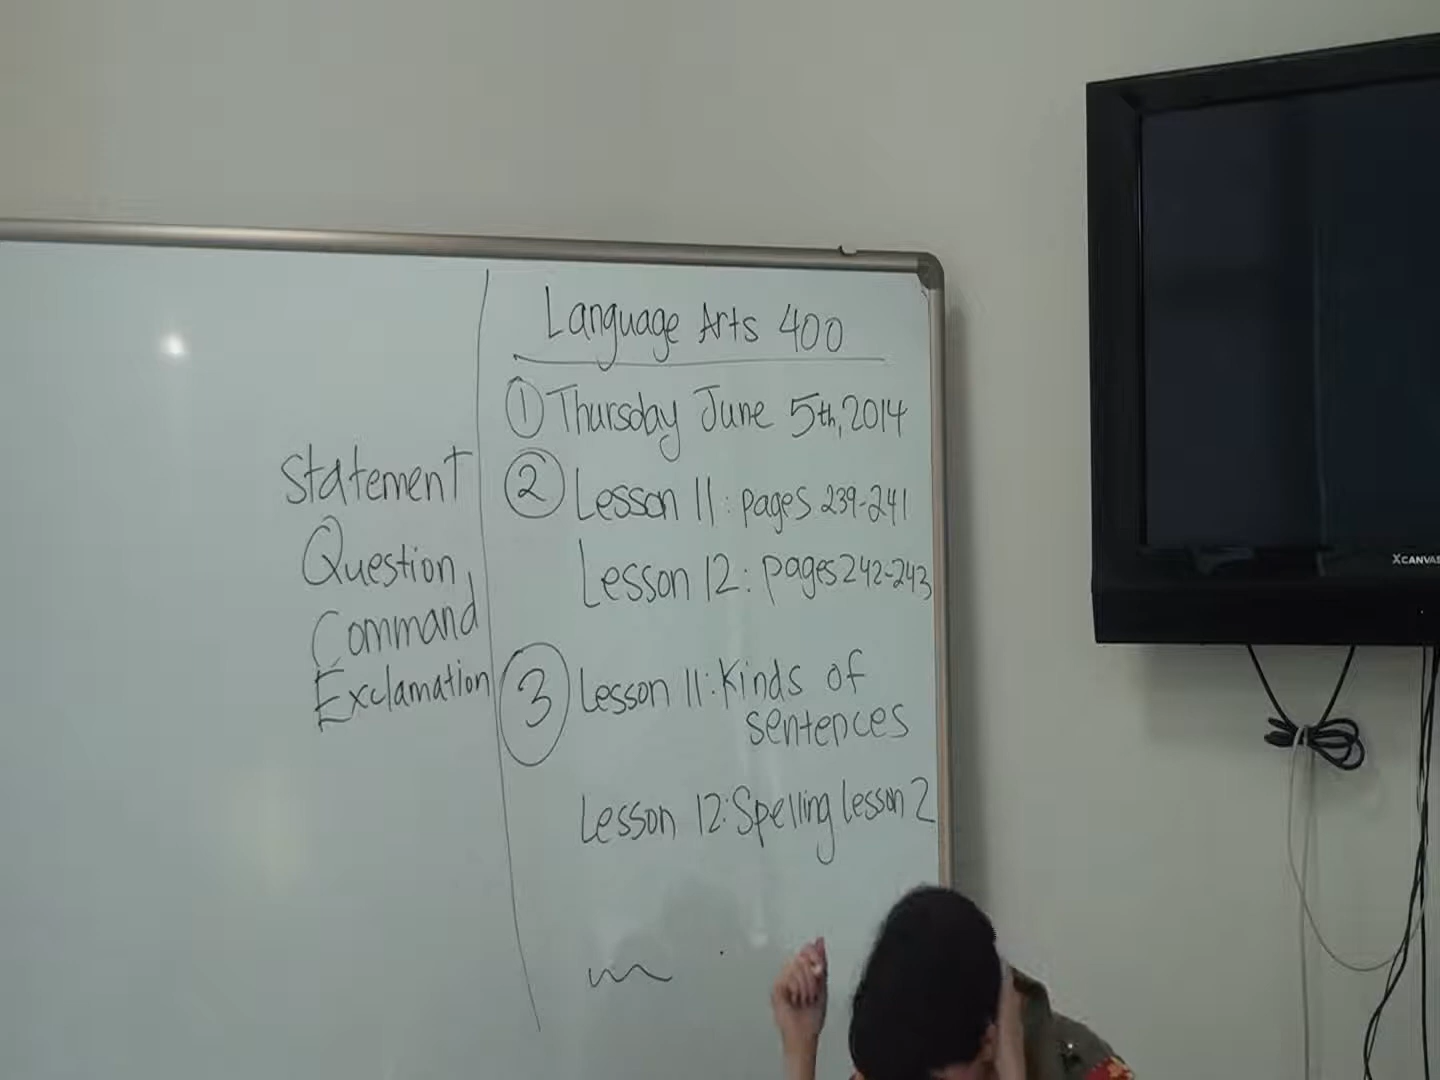 Language Arts 400
① Thursday June 5th, 2014
② Lesson 11: pages 239-241
Lesson 12: pages 242-243
③ Lesson 11: Kinds of
sentences
Lesson 12: Spelling lesson 2
Statement
Question
Command
Exclamation